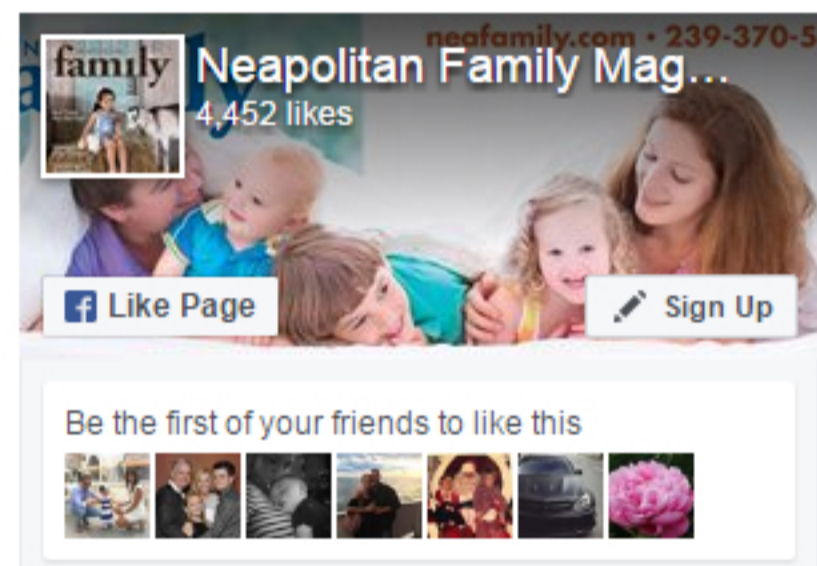 neafamily.com • 239-370-5
family
Neapolitan Family Mag...
4,452 likes
Like Page
Sign Up
Be the first of your friends to like this